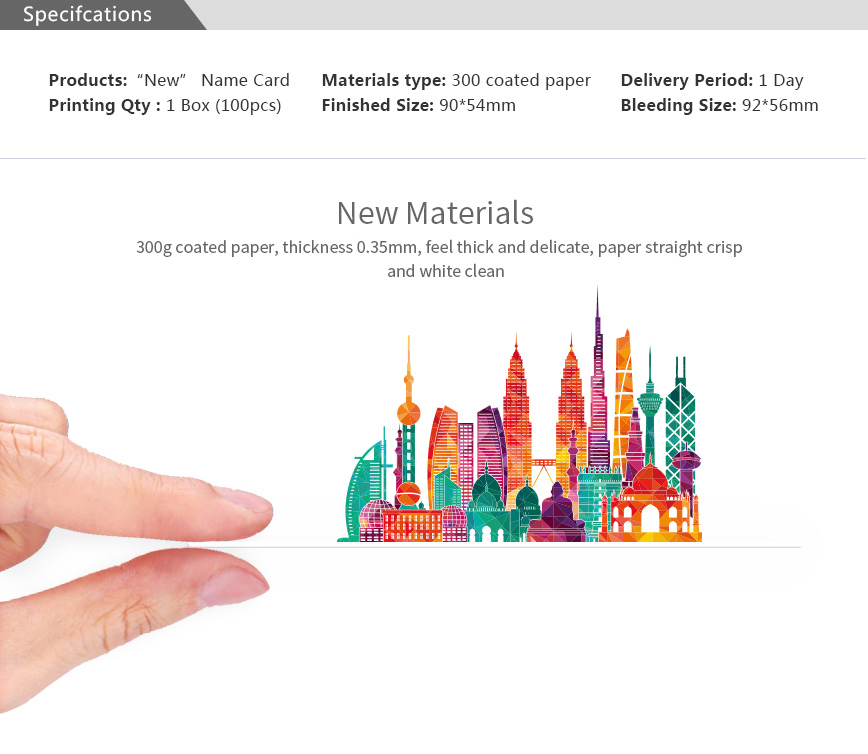 Specifcations
Products: “New” Name Card
Materials type: 300 coated paper
Delivery Period: 1 Day
Printing Qty : 1 Box (100pcs)
Finished Size: 90*54mm
Bleeding Size: 92*56mm
New Materials
300g coated paper, thickness 0.35mm, feel thick and delicate, paper straight crisp
and white clean